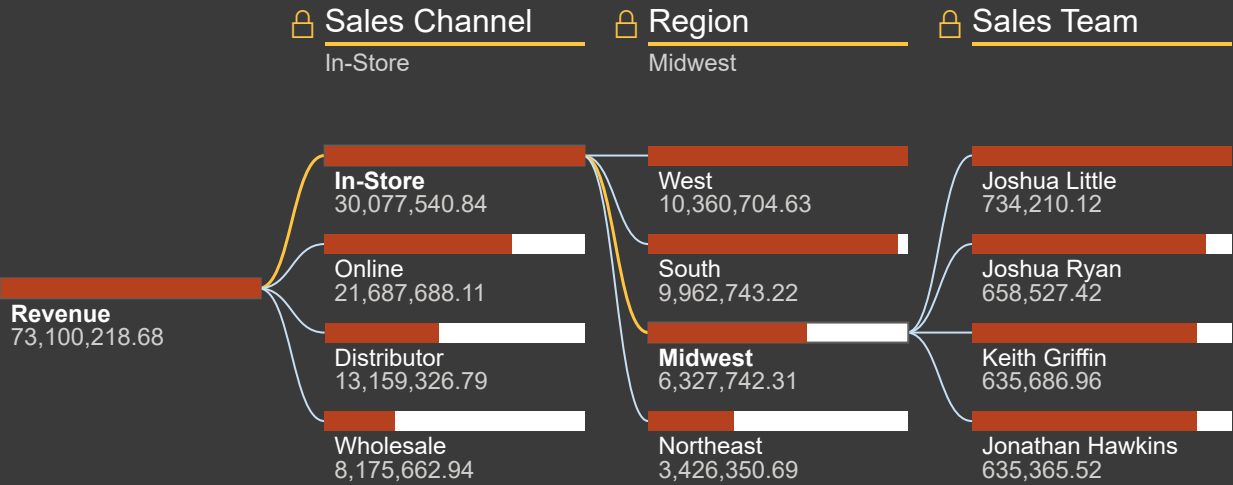 Sales Channel
In-Store
Region
Midwest
Sales Team
Revenue
73,100,218.68
In-Store
30,077,540.84
Online
21,687,688.11
Distributor
13,159,326.79
Wholesale
8,175,662.94
West
10,360,704.63
South
9,962,743.22
Midwest
6,327,742.31
Northeast
3,426,350.69
Joshua Little
734,210.12
Joshua Ryan
658,527.42
Keith Griffin
635,686.96
Jonathan Hawkins
635,365.52